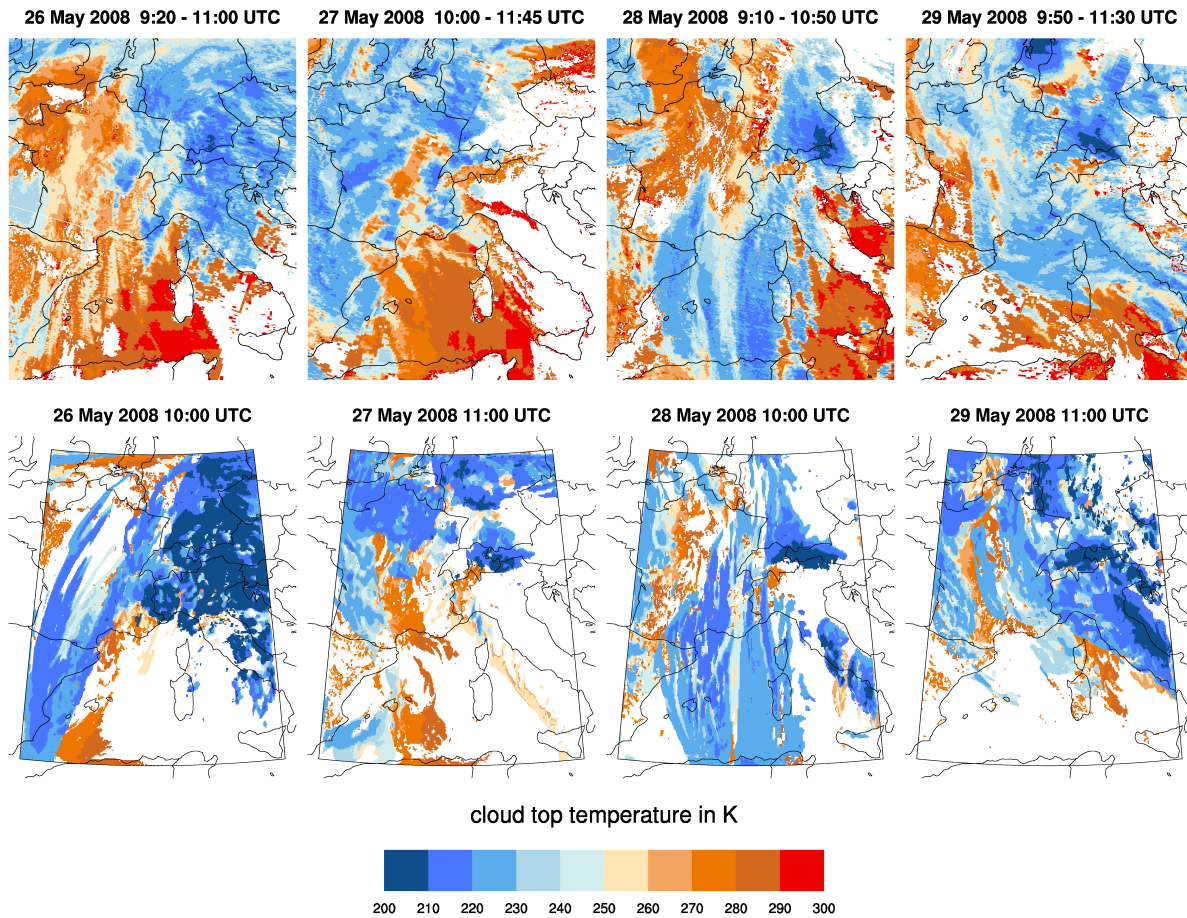 26 May 2008 9:20 - 11:00 UTC
27 May 2008 10:00 - 11:45 UTC
28 May 2008 9:10 - 10:50 UTC
29 May 2008 9:50 - 11:30 UTC
26 May 2008 10:00 UTC
27 May 2008 11:00 UTC
28 May 2008 10:00 UTC
29 May 2008 11:00 UTC
cloud top temperature in K
200 210 220 230 240 250 260 270 280 290 300